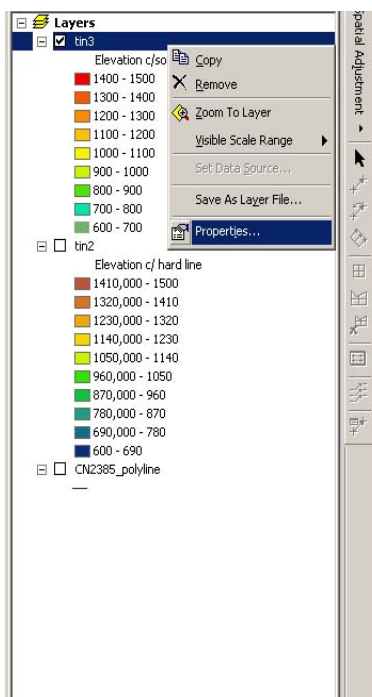 Layers
tin3
Elevation c/so
1400 - 1500
1300 - 1400
1200 - 1300
1100 - 1200
1000 - 1100
900 - 1000
800 - 900
700 - 800
600 - 700
Copy
Remove
Zoom To Layer
Visible Scale Range
Set Data Source...
Save As Layer File...
Properties...
tin2
Elevation c/ hard line
1410,000 - 1500
1320,000 - 1410
1230,000 - 1320
1140,000 - 1230
1050,000 - 1140
960,000 - 1050
870,000 - 960
780,000 - 870
690,000 - 780
600 - 690
CN2385_polyline
Spatial Adjustment